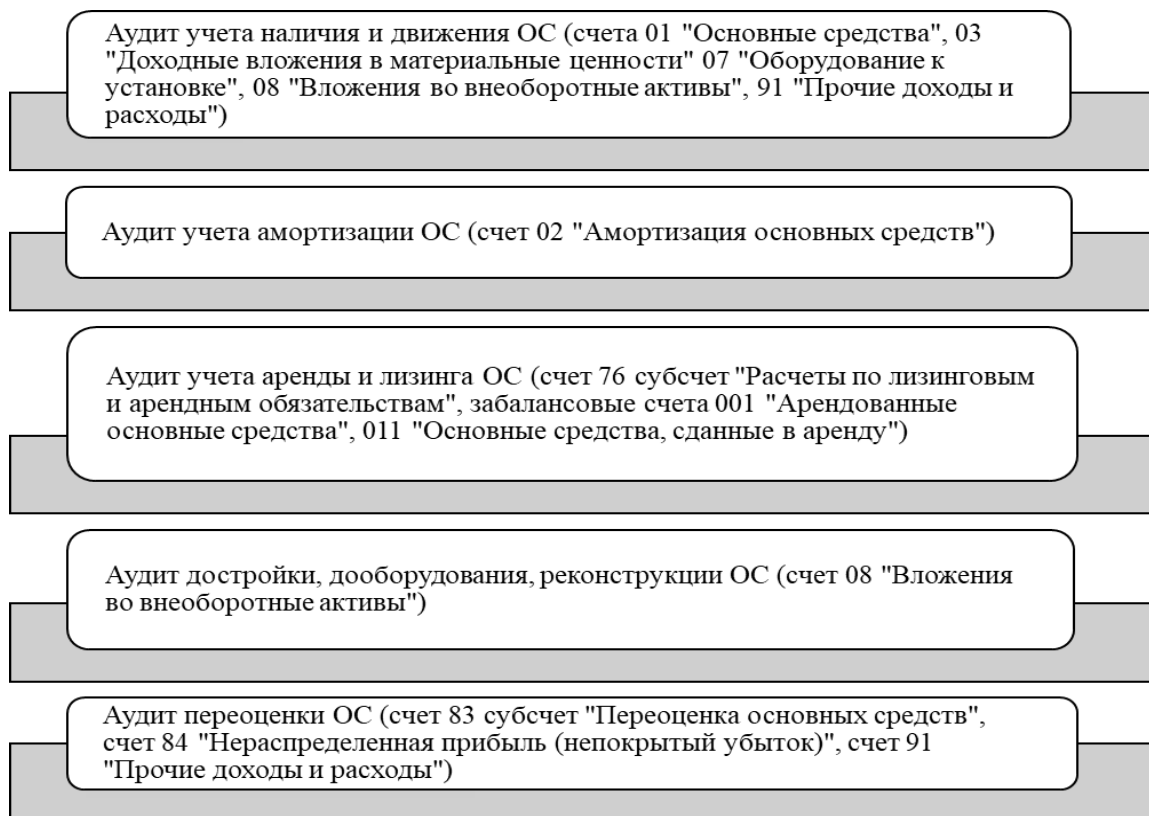 Аудит учета наличия и движения ОС (счета 01 "Основные средства", 03
"Доходные вложения в материальные ценности" 07 "Оборудование к
установке", 08 "Вложения во внеоборотные активы", 91 "Прочие доходы и
расходы")
Аудит учета амортизации ОС (счет 02 "Амортизация основных средств")
Аудит учета аренды и лизинга ОС (счет 76 субсчет "Расчеты по лизинговым
и арендным обязательствам", забалансовые счета 001 "Арендованные
основные средства", 011 "Основные средства, сданные в аренду")
Аудит достройки, дооборудования, реконструкции ОС (счет 08 "Вложения
во внеоборотные активы")
Аудит переоценки ОС (счет 83 субсчет "Переоценка основных средств",
счет 84 "Нераспределенная прибыль (непокрытый убыток)", счет 91
"Прочие доходы и расходы")